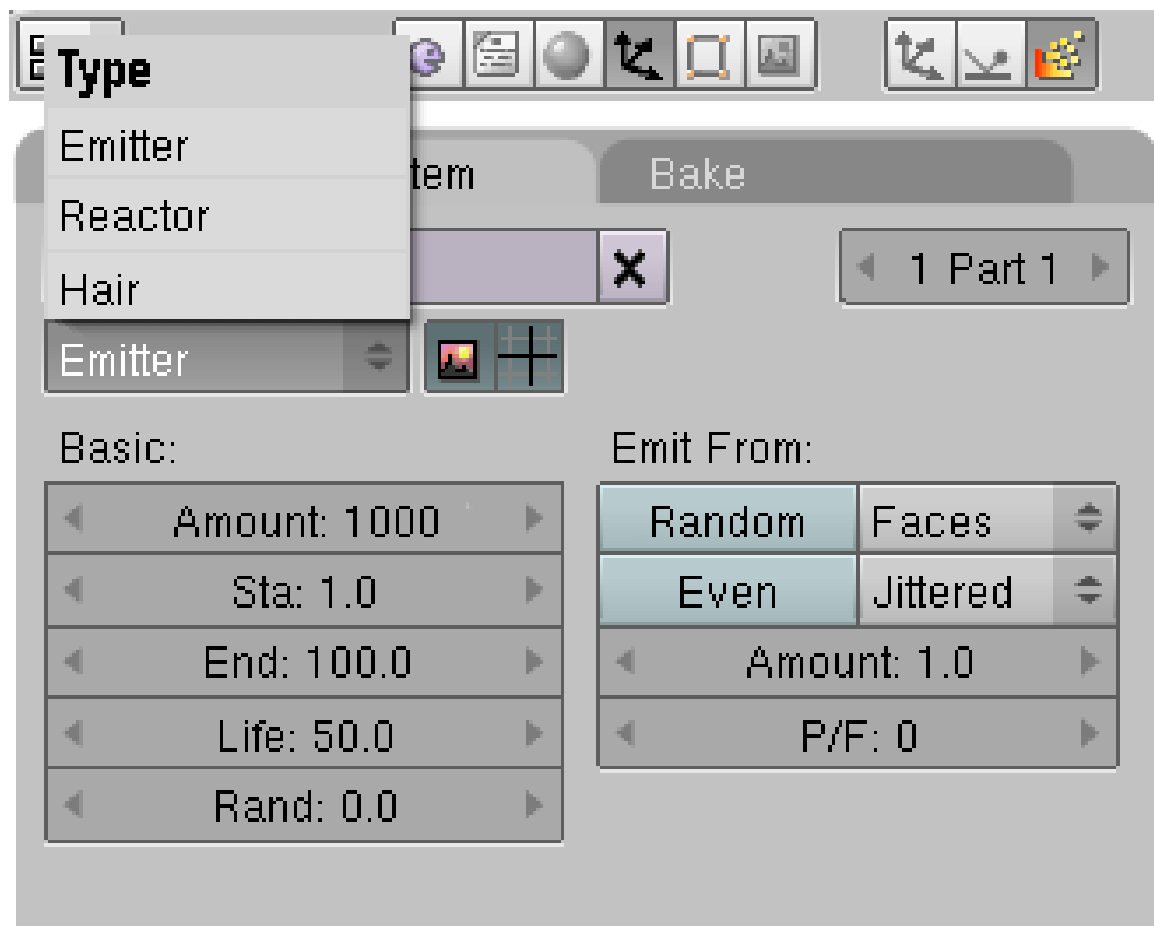 Type
Emitter
tem
Bake
Reactor
Hair
1 Part 1
Emitter
Basic:
Emit From:
Amount: 1000
Random
Faces
Sta: 1.0
Even
Jittered
End: 100.0
Amount: 1.0
Life: 50.0
P/F: 0
Rand: 0.0